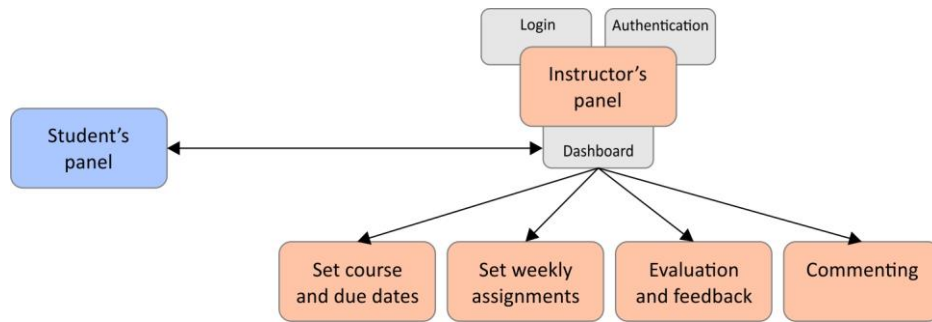 Login
Authentication
Instructor's
panel
Student's
panel
Dashboard
Set course
and due dates
Set weekly
assignments
Evaluation
and feedback
Commenting